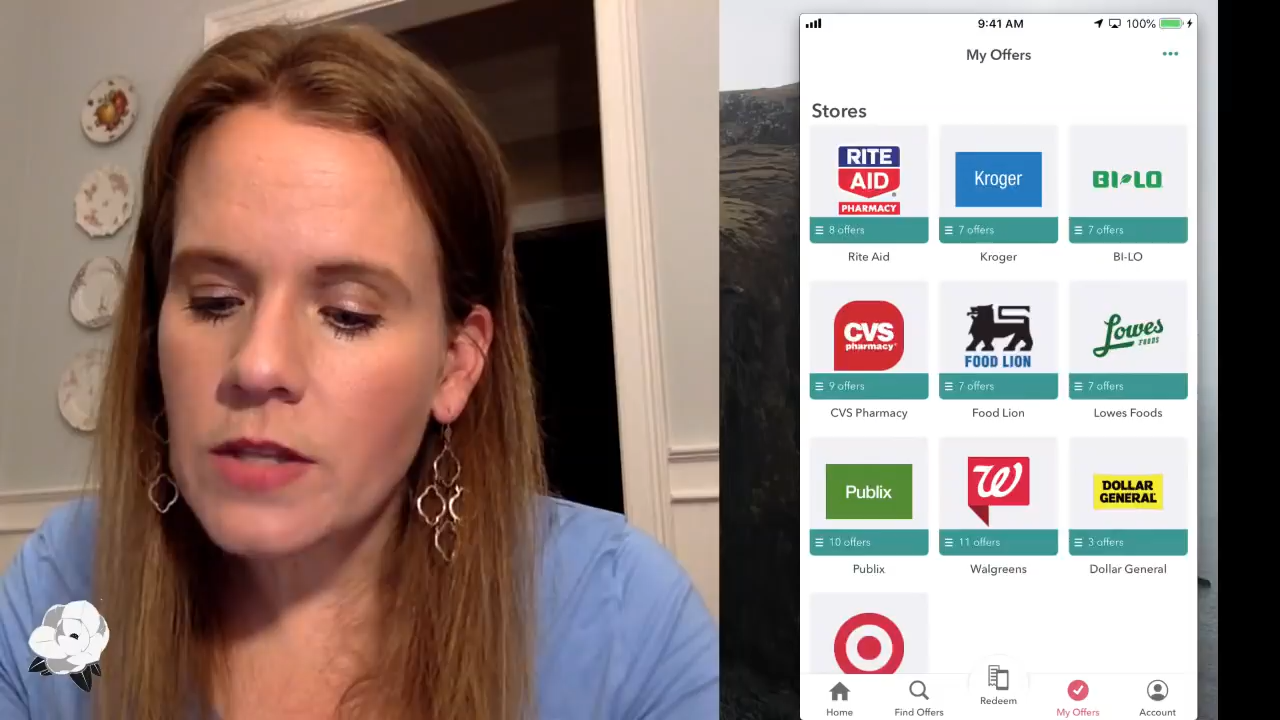 9:41 AM
100%
My Offers
Stores
RITE
AID
PHARMACY
8 offers
Rite Aid
Kroger
7 offers
Kroger
BI-LO
7 offers
BI-LO
CVS
pharmacy
9 offers
CVS Pharmacy
FOOD LION
7 offers
Food Lion
Lowes
FOODS
7 offers
Lowes Foods
Publix
10 offers
Publix
W
11 offers
Walgreens
DOLLAR
GENERAL
3 offers
Dollar General
Home
Find Offers
Redeem
My Offers
Account